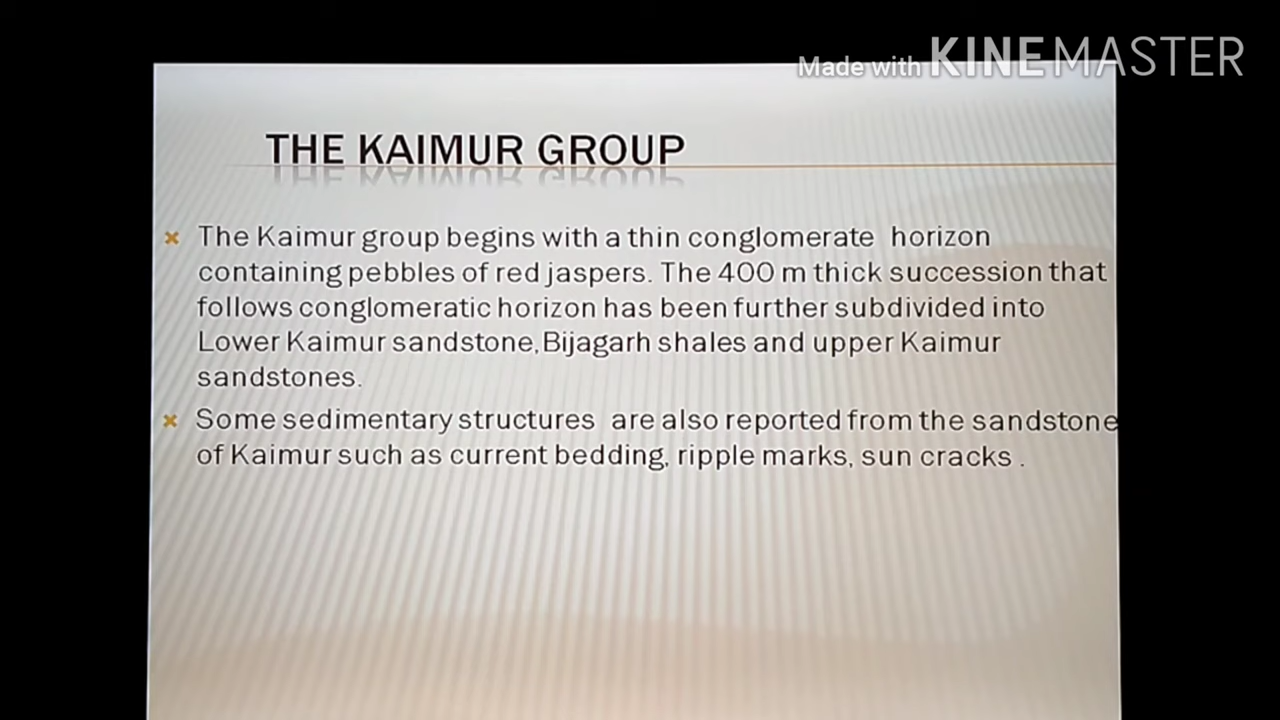 Made with KINEMASTER
THE KAIMUR GROUP
The Kaimur group begins with a thin conglomerate horizon
containing pebbles of red jaspers. The 400 m thick succession that
follows conglomeratic horizon has been further subdivided into
Lower Kaimur sandstone,Bijagarh shales and upper Kaimur
sandstones.
Some sedimentary structures are also reported from the sandstone
of Kaimur such as current bedding, ripple marks, sun cracks .